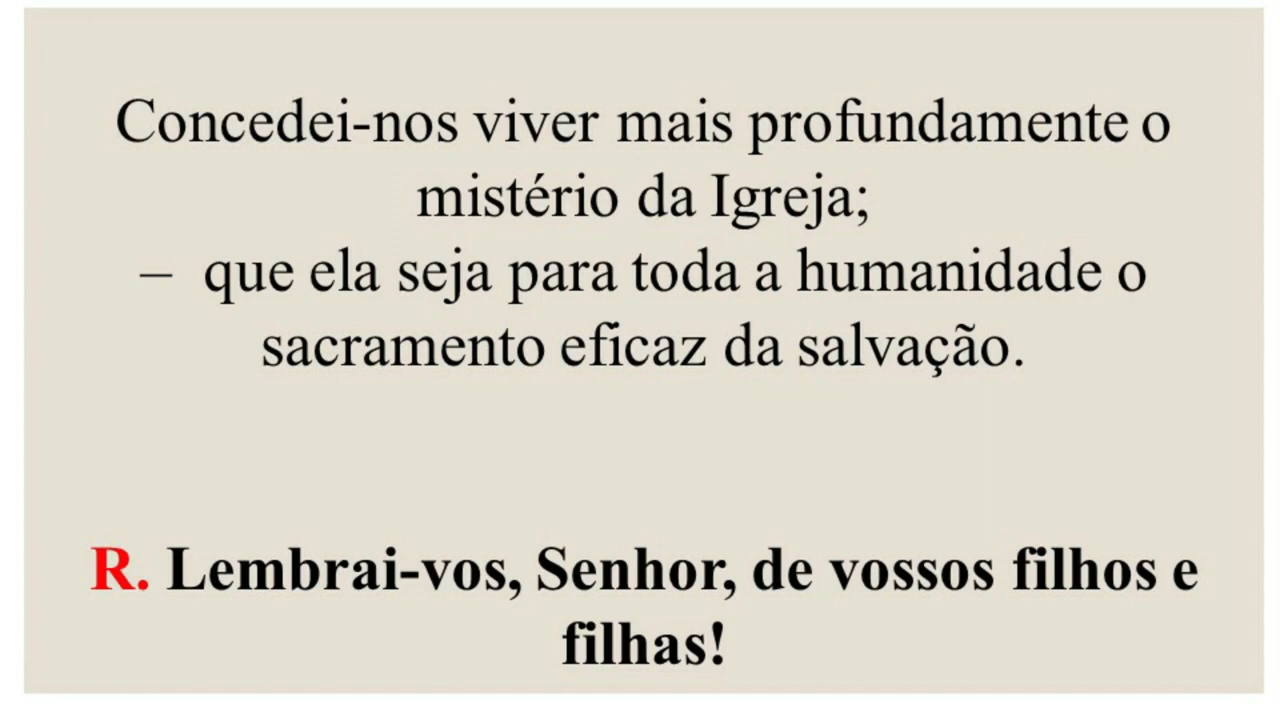 Concedei-nos viver mais profundamente o
mistério da Igreja;
– que ela seja para toda a humanidade o
sacramento eficaz da salvação.
R. Lembrai-vos, Senhor, de vossos filhos e
filhas!